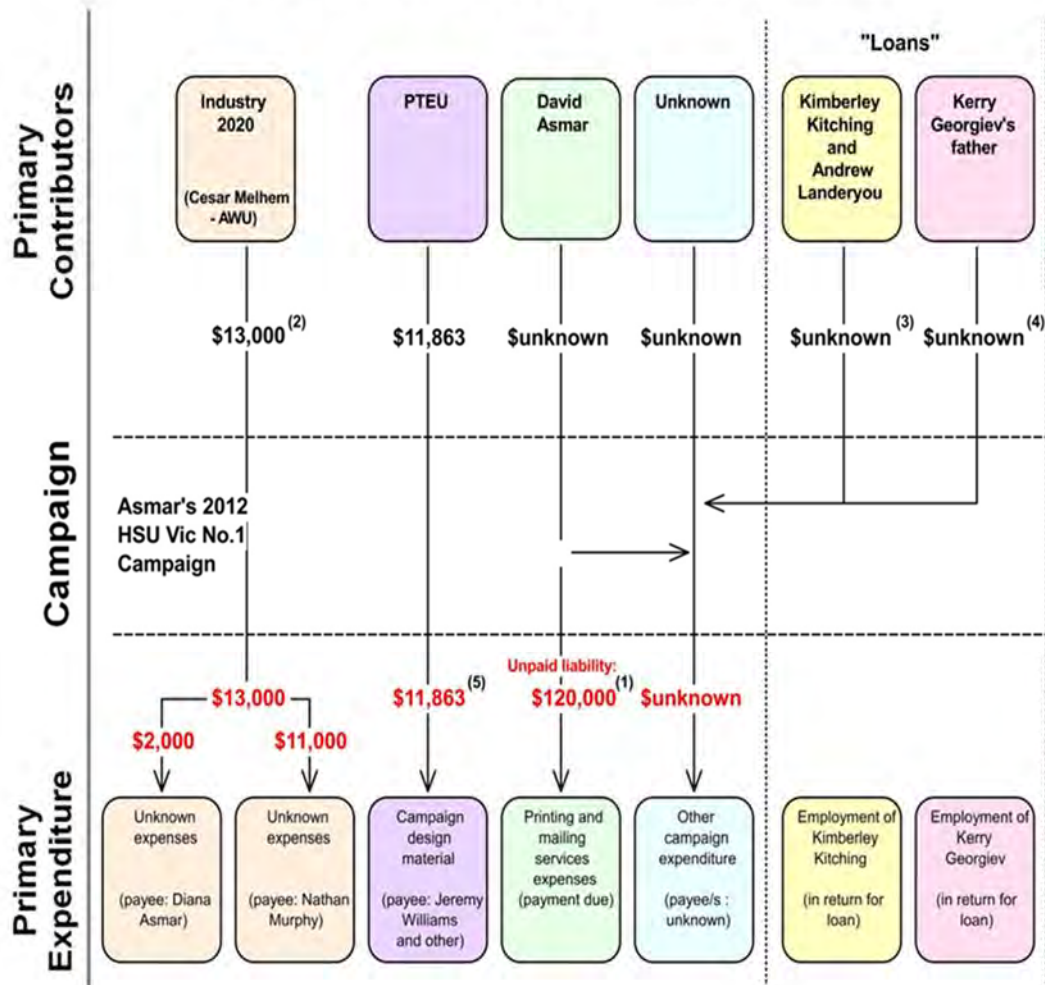 "Loans"
Primary
Contributors
Industry
2020
(Cesar Melhem
- AWU)
PTEU
David
Asmar
Unknown
Kimberley
Kitching
and
Andrew
Landeryou
Kerry
Georgiev's
father
$13,000 (2)
$11,863
$unknown
$unknown
$unknown (3)
$unknown (4)
Campaign
Asmar's 2012
HSU Vic No.1
Campaign
Primary
Expenditure
Unpaid liability:
$13,000
$11,863 (5)
$120,000 (1)
$unknown
$2,000
$11,000
Unknown
expenses
(payee: Diana
Asmar)
Unknown
expenses
(payee: Nathan
Murphy)
Campaign
design
material
(payee: Jeremy
Williams
and other)
Printing and
mailing
services
expenses
(payment due)
Other
campaign
expenditure
(payee/s :
unknown)
Employment of
Kimberley
Kitching
(in return for
loan)
Employment of
Kerry
Georgiev
(in return for
loan)